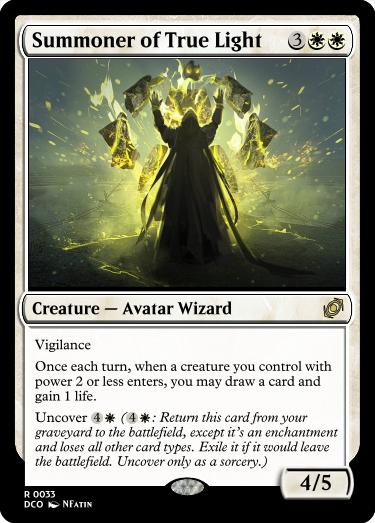 Summoner of True Light 3
Creature — Avatar Wizard
Vigilance
Once each turn, when a creature you control with
power 2 or less enters, you may draw a card and
gain 1 life.
Uncover 4 (4 : Return this card from your
graveyard to the battlefield, except it's an enchantment
and loses all other card types. Exile it if it would leave
the battlefield. Uncover only as a sorcery.)
4/5
R 0033
DCO NFATIN